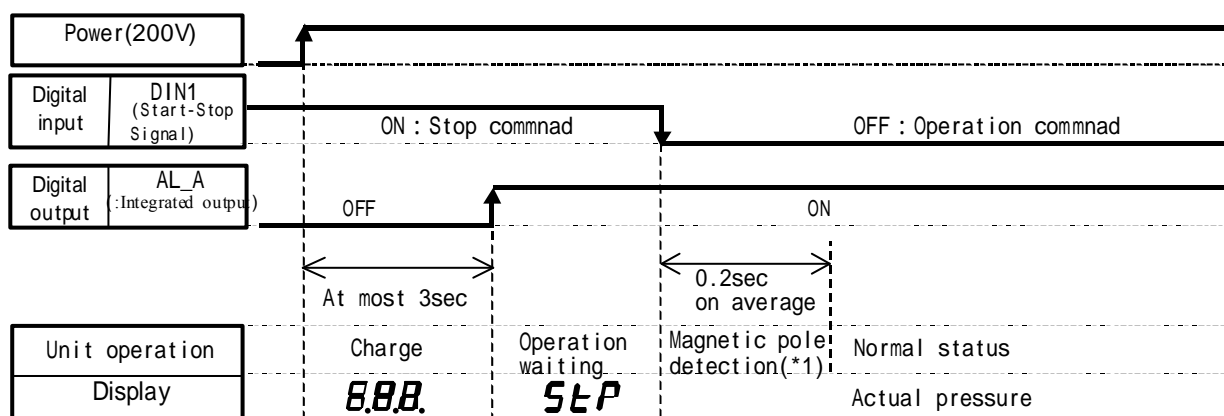 Power(200V)
Digital input
DIN1
(Start-Stop Signal)
ON : Stop commnad
OFF : Operation commnad
Digital output
AL_A
(:Integrated output)
OFF
ON
At most 3sec
0.2sec
on average
Unit operation
Charge
Operation waiting
Magnetic pole detection(*1)
Normal status
Display
8.8.8.
StP
Actual pressure